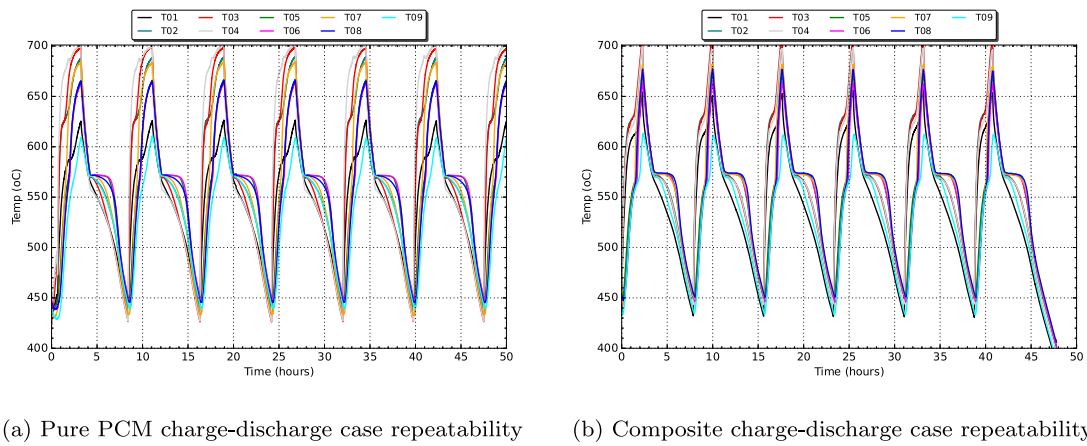 T01 T03 T05 T07 T09
T02 T04 T06 T08
700
650
600
550
500
450
400
Temp (oC)
0 5 10 15 20 25 30 35 40 45 50
Time (hours)
(a) Pure PCM charge-discharge case repeatability
T01 T03 T05 T07 T09
T02 T04 T06 T08
700
650
600
550
500
450
400
Temp (oC)
0 5 10 15 20 25 30 35 40 45 50
Time (hours)
(b) Composite charge-discharge case repeatability